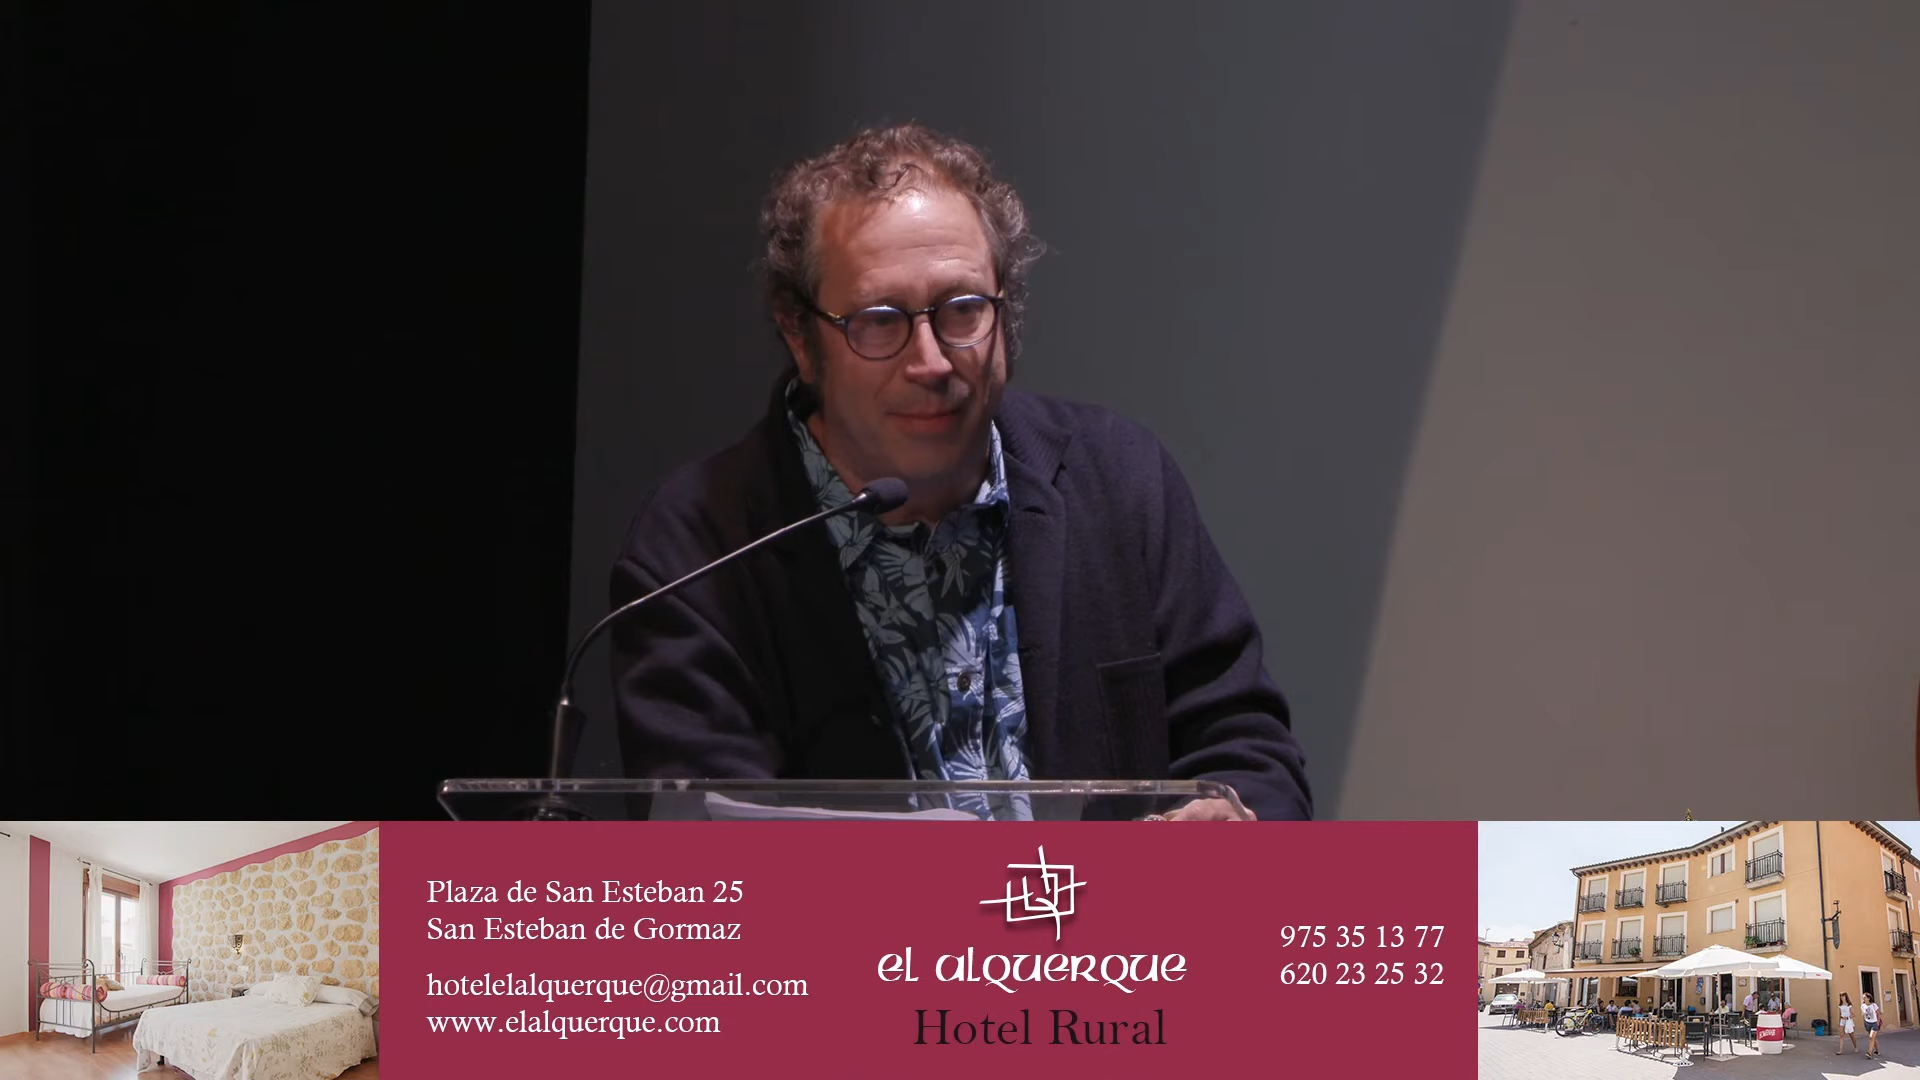 Plaza de San Esteban 25
San Esteban de Gormaz
hotelelalquerque@gmail.com
www.elalquerque.com
el alquerque
Hotel Rural
975 35 13 77
620 23 25 32